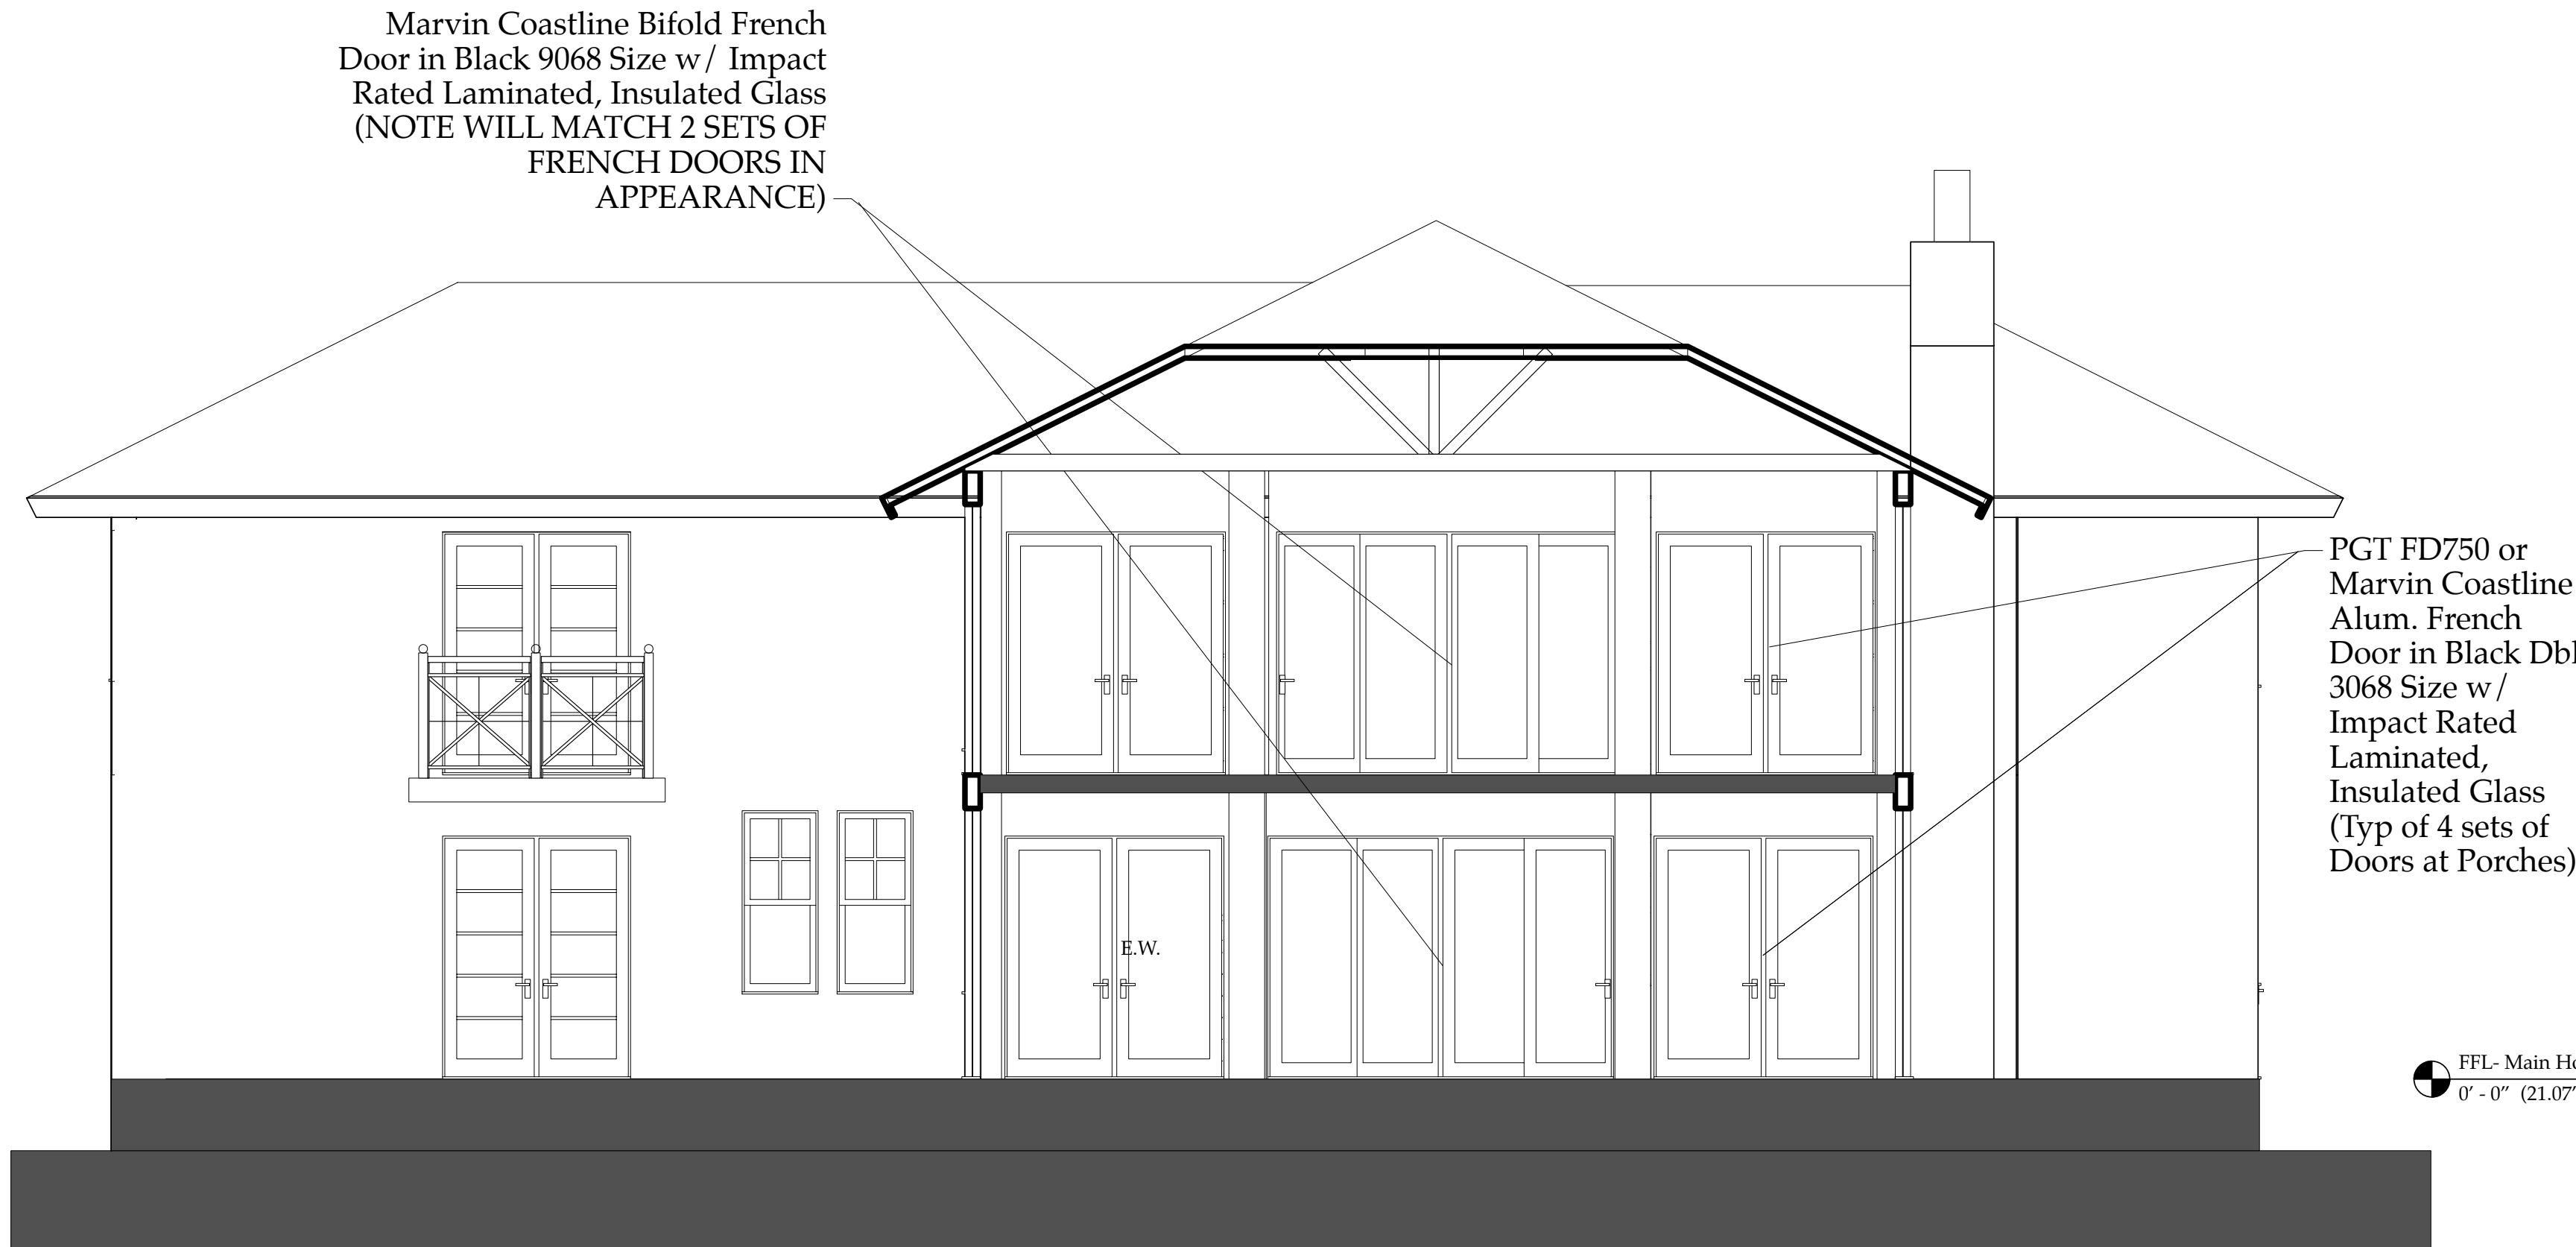 Marvin Coastline Bifold French
Door in Black 9068 Size w/ Impact
Rated Laminated, Insulated Glass
(NOTE WILL MATCH 2 SETS OF
FRENCH DOORS IN
APPEARANCE)
PGT FD750 or
Marvin Coastline
Alum. French
Door in Black
3068 Size w/
Impact Rated
Laminated,
Insulated Glass
(Typ of 4 sets of
Doors at Porches)
E.W.
FFL- Main
0' - 0" (21.07'